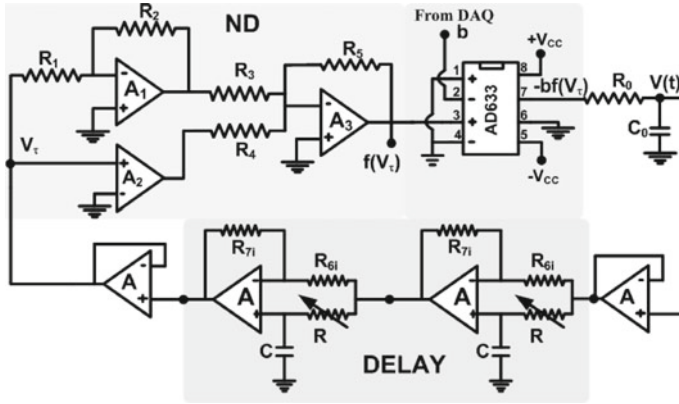 ND
From DAQ
b
R₂
R₁
A₁
R₃
R₅
R₄
A₃
A₂
Vτ
f(Vτ)
1
2
3
4
AD633
8
7
6
5
+Vcc
-bf(Vτ)
-Vcc
R₀
V(t)
C₀
R₇ᵢ
R₆ᵢ
A
R
C
R₇ᵢ
R₆ᵢ
A
R
C
A
A
DELAY